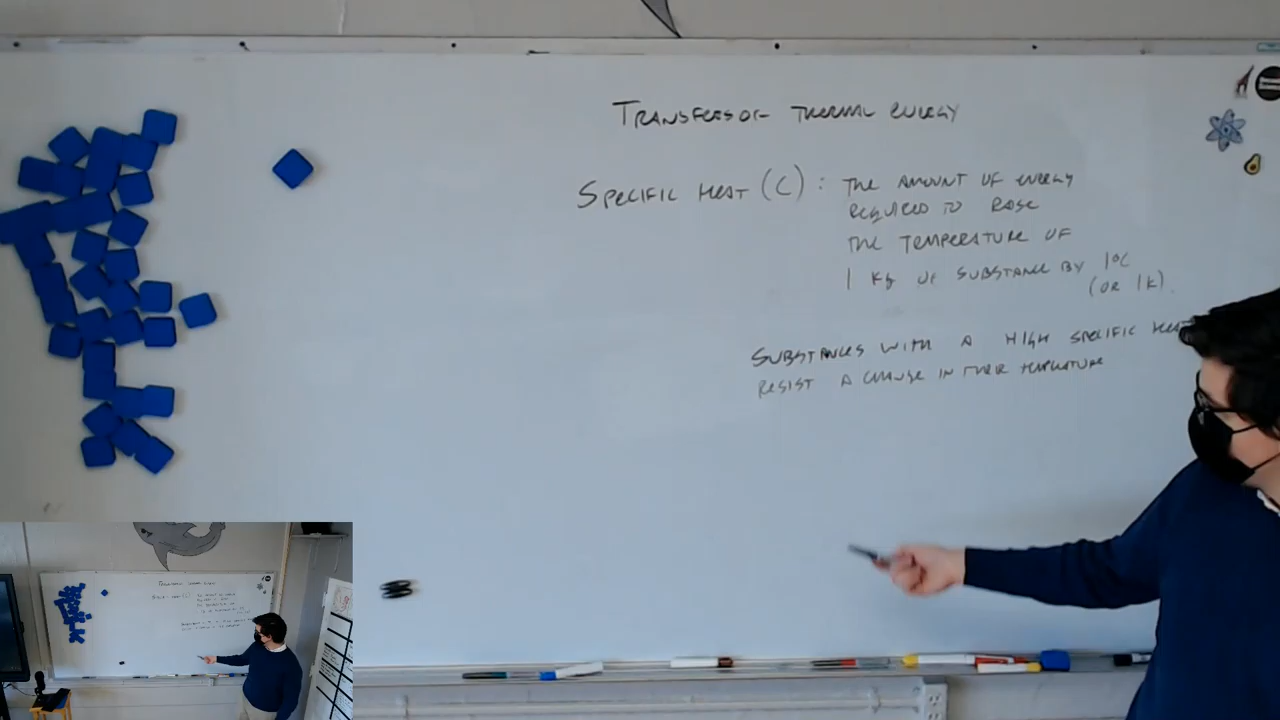 TRANSFERS OF THERMAL ENERGY
SPECIFIC HEAT (C) : THE AMOUNT OF ENERGY
REQUIRED TO RAISE
THE TEMPERATURE OF
1 Kg OF SUBSTANCE BY 1°C
(OR 1K).
SUBSTANCES WITH A HIGH SPECIFIC HEAT
RESIST A CHANGE IN THEIR TEMPERATURE